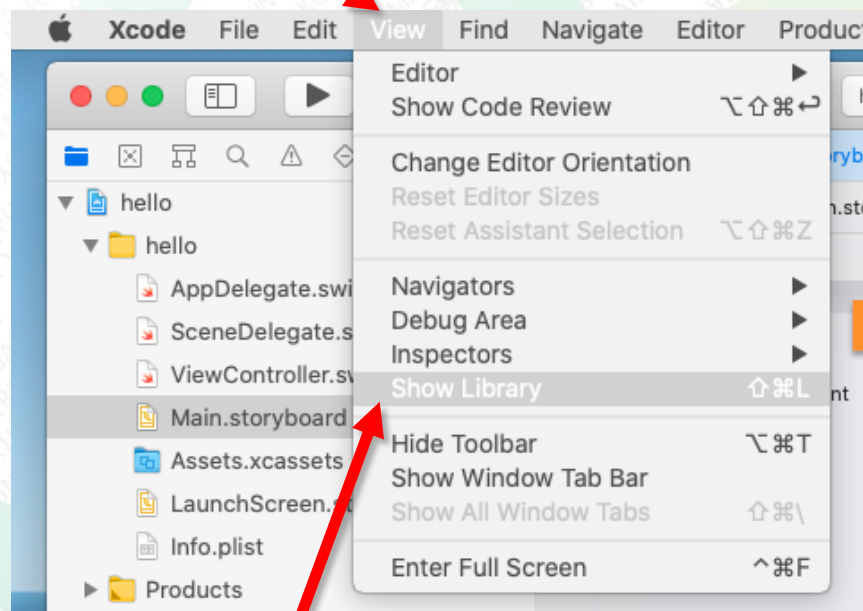 Xcode File Edit View Find Navigate Editor Product
Editor
Show Code Review ⌥⇧⌘↩
Change Editor Orientation
Reset Editor Sizes
Reset Assistant Selection ⌥⇧⌘Z
Navigators
Debug Area
Inspectors
Show Library ⇧⌘L
Hide Toolbar ⌥⌘T
Show Window Tab Bar
Show All Window Tabs ⇧⌘\
Enter Full Screen ^⌘F
hello
hello
AppDelegate.swi
SceneDelegate.s
ViewController.sw
Main.storyboard
Assets.xcassets
LaunchScreen.st
Info.plist
Products